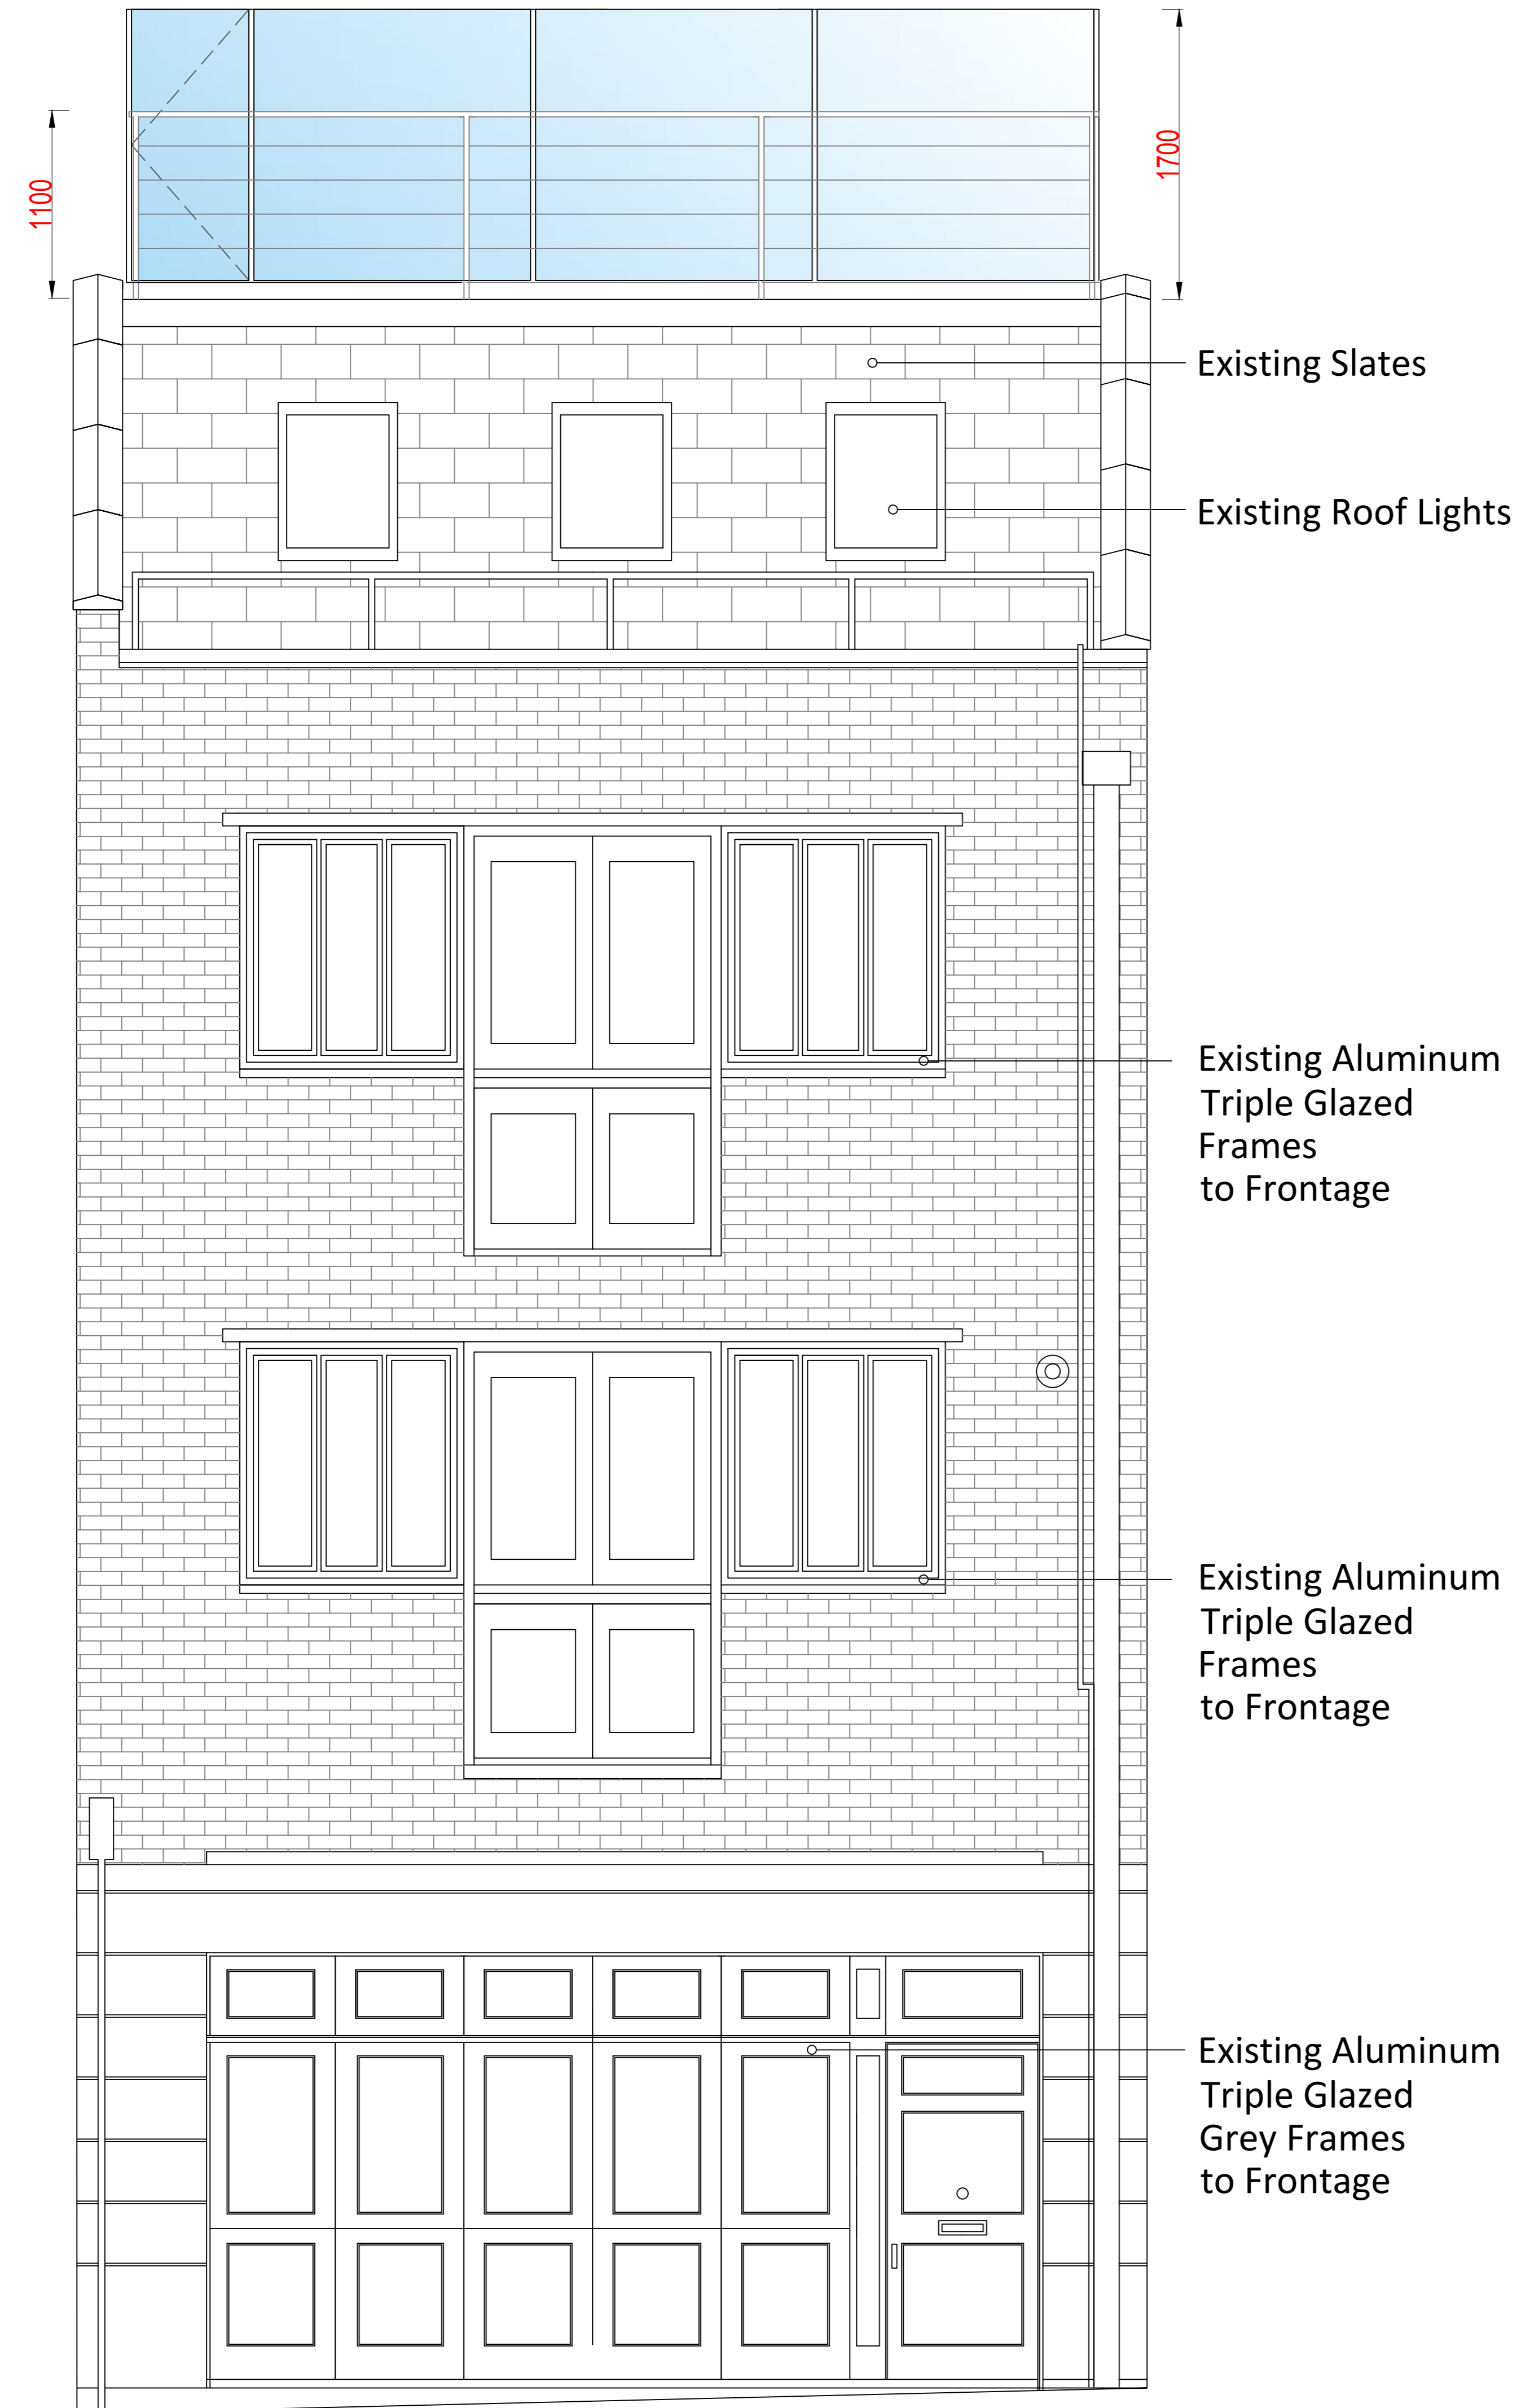 1700
1100
Existing Slates
Existing Roof Lights
Existing Aluminum
Triple Glazed
Frames
to Frontage
Existing Aluminum
Triple Glazed
Frames
to Frontage
Existing Aluminum
Triple Glazed
Grey Frames
to Frontage